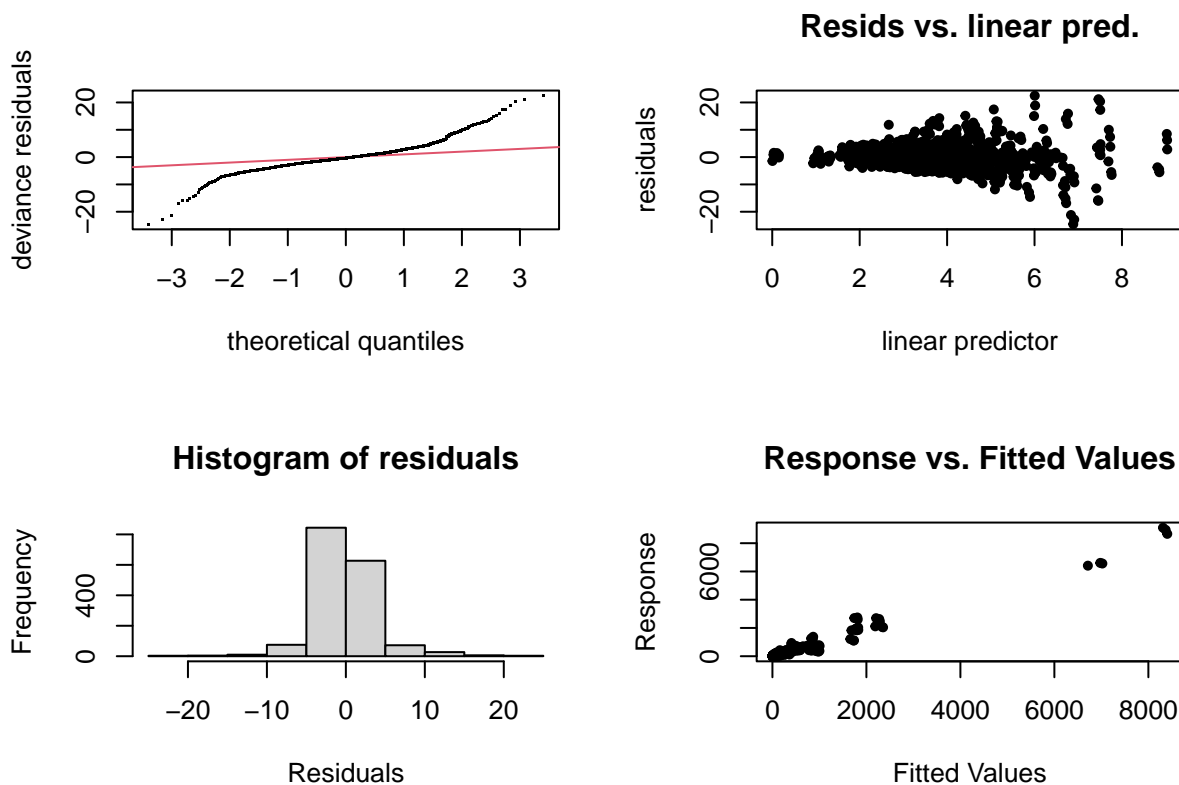 deviance residuals
−20 0 20
−3 −2 −1 0 1 2 3
theoretical quantiles
Resids vs. linear pred.
residuals
−20 0 20
0 2 4 6 8
linear predictor
Histogram of residuals
Frequency
0 400
−20 −10 0 10 20
Residuals
Response vs. Fitted Values
Response
0 6000
0 2000 4000 6000 8000
Fitted Values